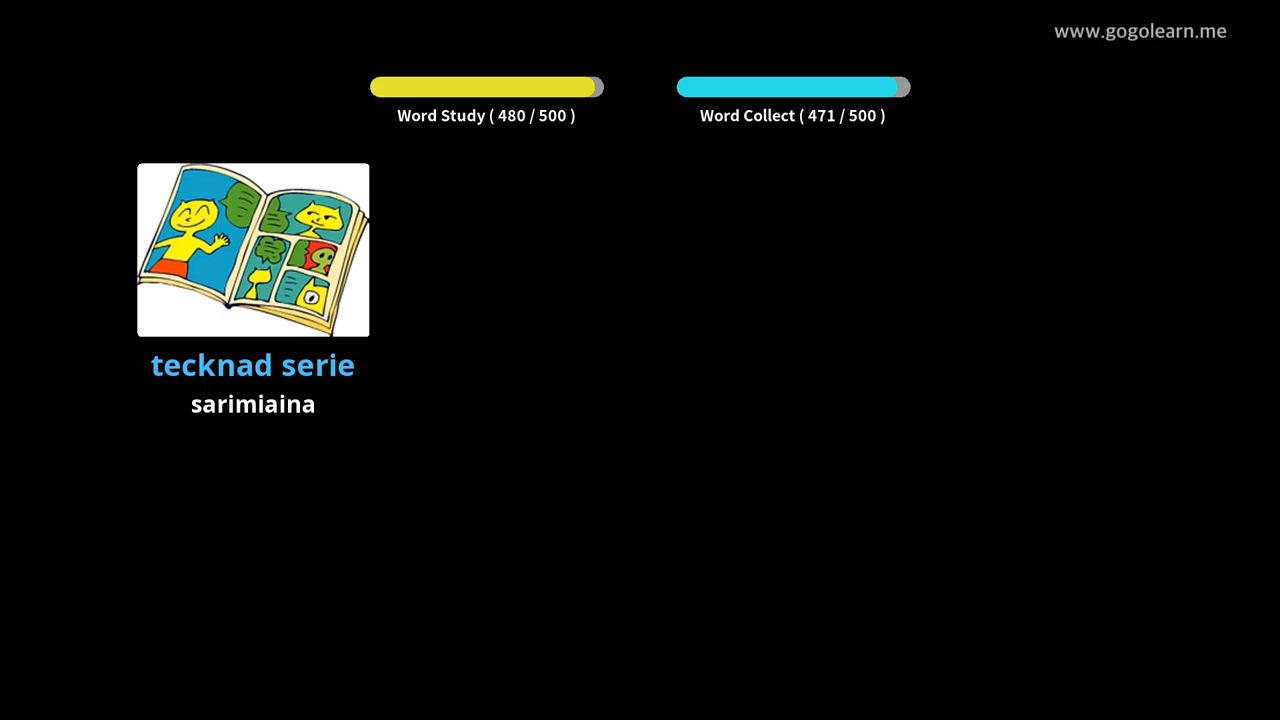 www.gogolearn.me
Word Study ( 480 / 500 )
Word Collect ( 471 / 500 )
tecknad serie
sarimiaina